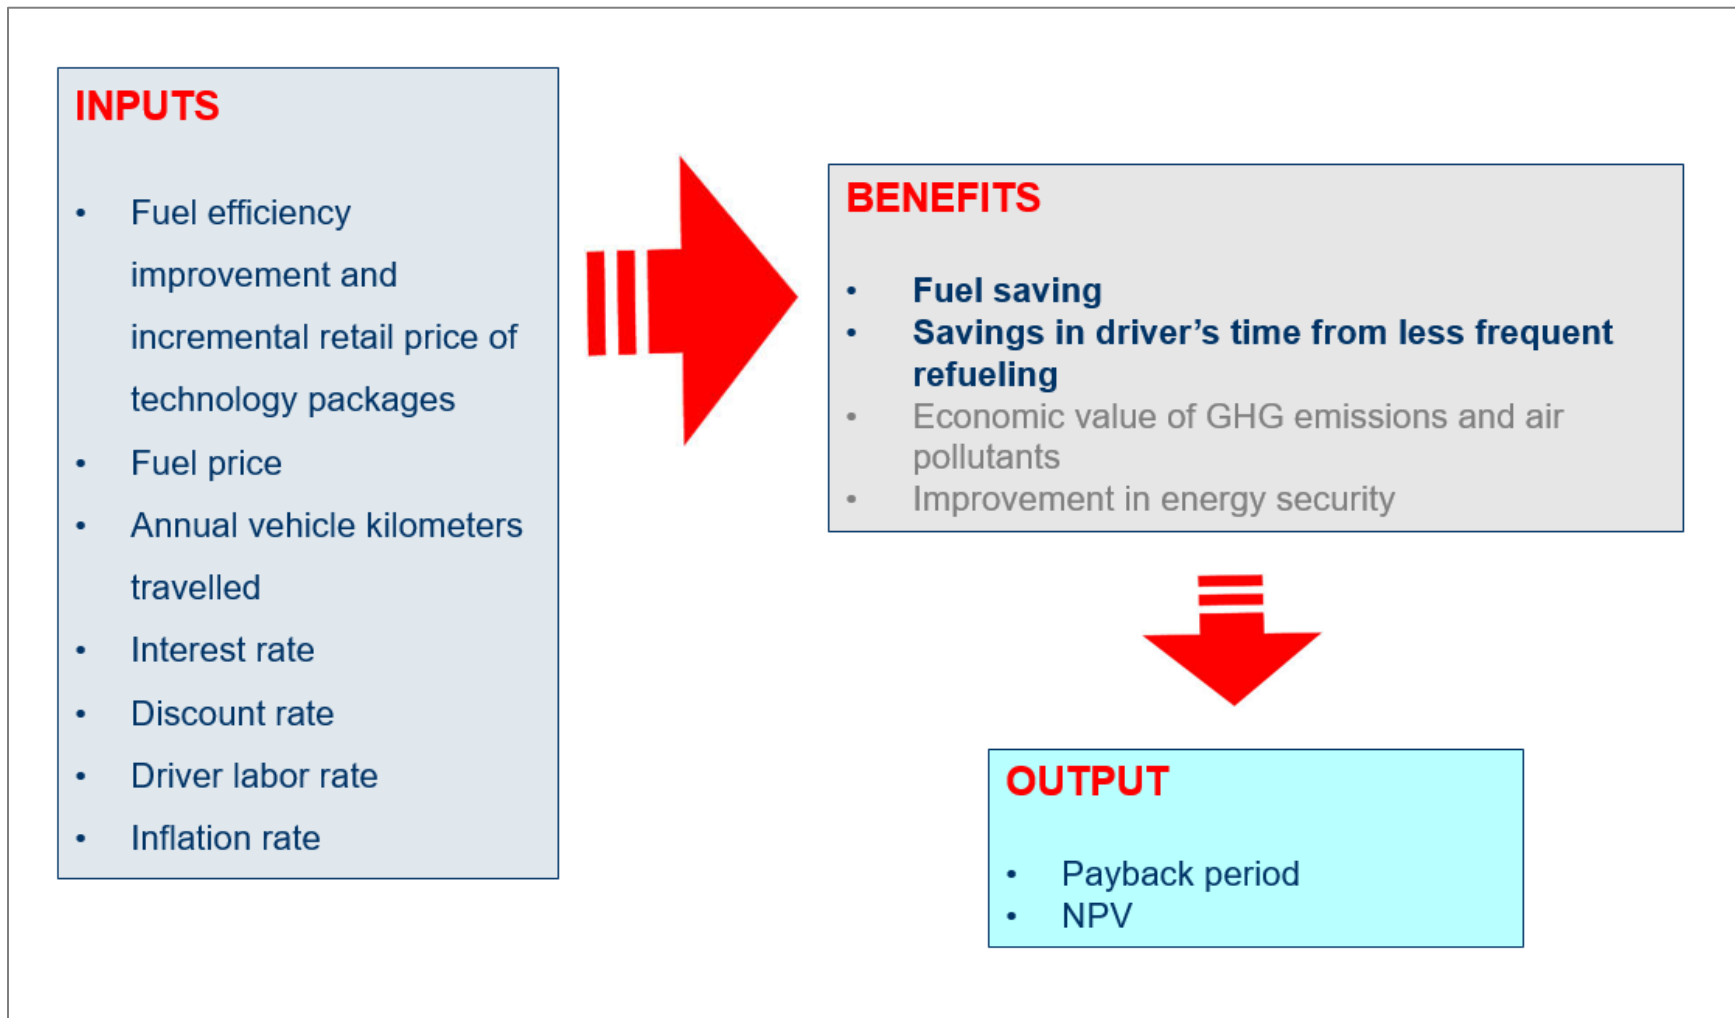 INPUTS
• Fuel efficiency
improvement and
incremental retail price of
technology packages
• Fuel price
• Annual vehicle kilometers
travelled
• Interest rate
• Discount rate
• Driver labor rate
• Inflation rate
BENEFITS
• Fuel saving
• Savings in driver’s time from less frequent
refueling
• Economic value of GHG emissions and air
pollutants
• Improvement in energy security
OUTPUT
• Payback period
• NPV